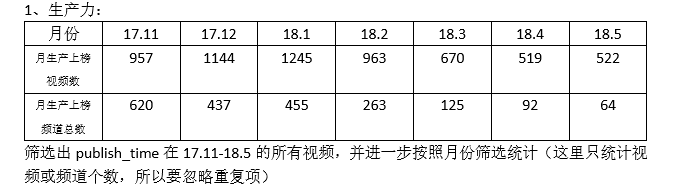 1、生产力：
月份 17.11 17.12 18.1 18.2 18.3 18.4 18.5
月生产上榜
视频数 957 1144 1245 963 670 519 522
月生产上榜
频道总数 620 437 455 263 125 92 64
筛选出 publish_time 在 17.11-18.5 的所有视频，并进一步按照月份筛选统计（这里只统计视
频或频道个数，所以要忽略重复项）